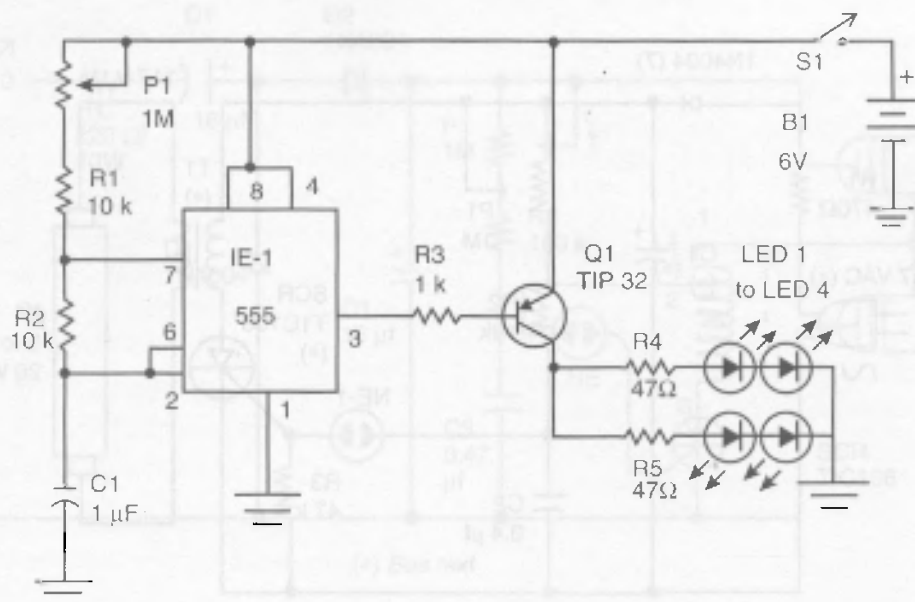 P1
1M
R1
10 k
R2
10 k
C1
1 µF
8
4
7
6
2
1
3
IE-1
555
R3
1 k
Q1
TIP 32
R4
47Ω
R5
47Ω
LED 1
to LED 4
S1
+
B1
6V